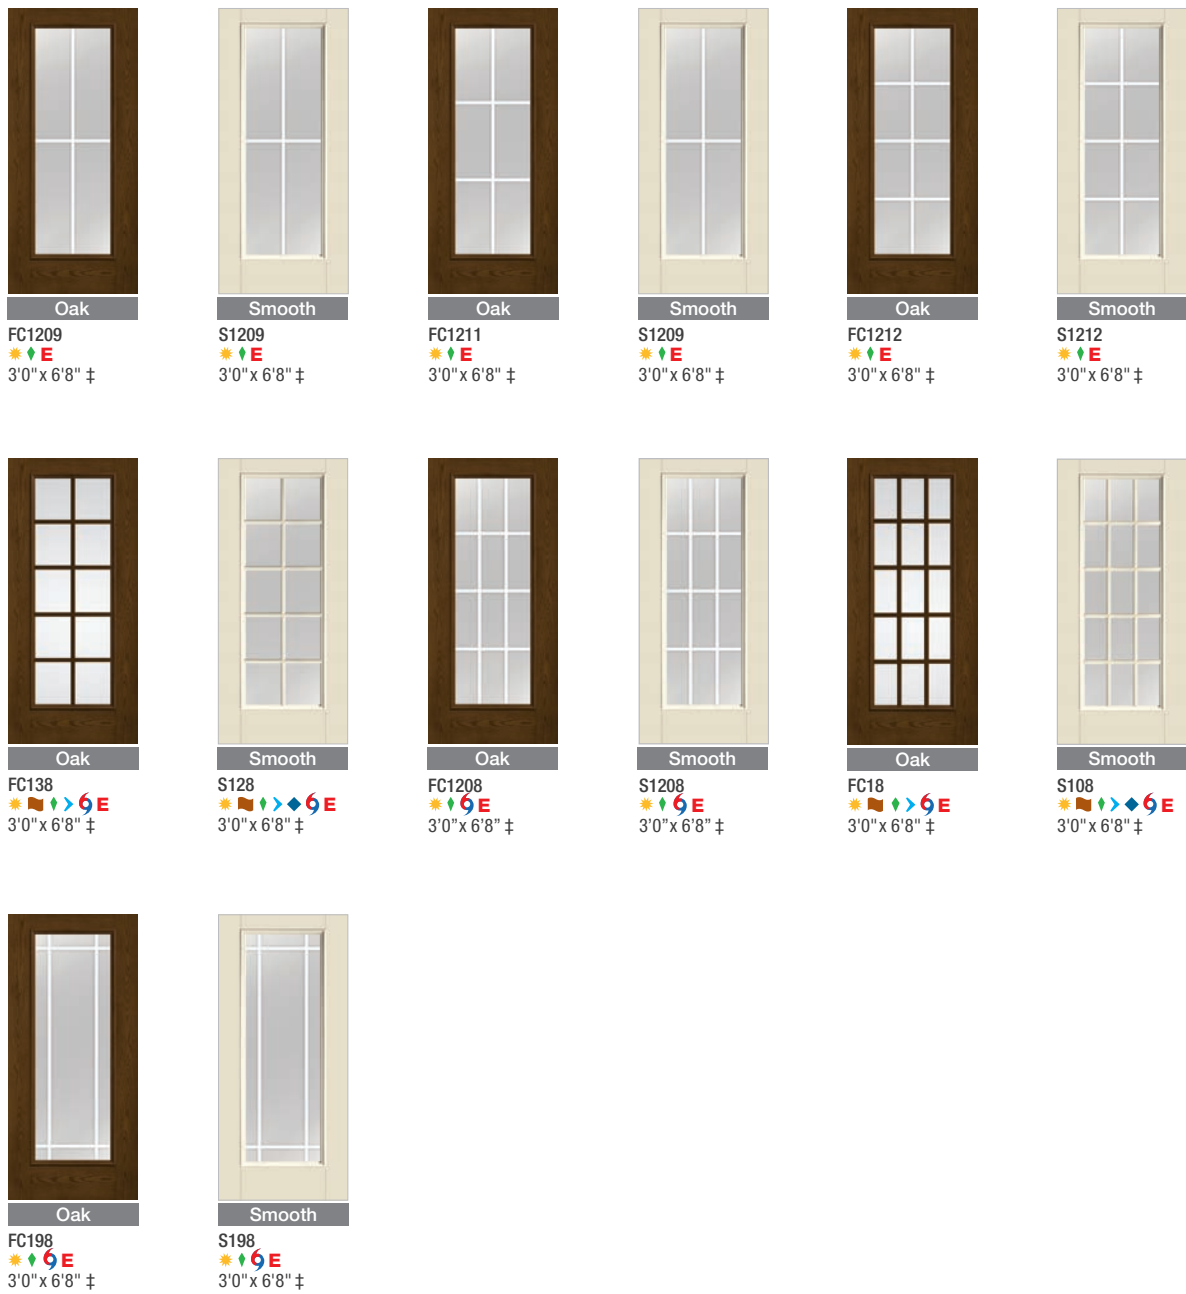 Oak
FC1209
E
3'0"x 6'8" ‡
Smooth
S1209
E
3'0"x 6'8" ‡
Oak
FC1211
E
3'0"x 6'8" ‡
Smooth
S1209
E
3'0"x 6'8" ‡
Oak
FC1212
E
3'0"x 6'8" ‡
Smooth
S1212
E
3'0"x 6'8" ‡
Oak
FC138
E
3'0"x 6'8" ‡
Smooth
S128
E
3'0"x 6'8" ‡
Oak
FC1208
E
3’0”x 6’8” ‡
Smooth
S1208
E
3’0”x 6’8” ‡
Oak
FC18
E
3'0"x 6'8" ‡
Smooth
S108
E
3'0"x 6'8" ‡
Oak
FC198
E
3'0"x 6'8" ‡
Smooth
S198
E
3'0"x 6'8" ‡